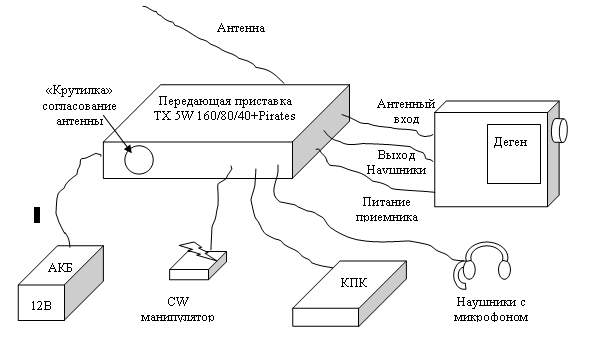 Антенна
«Крутилка»
согласование
антенны
Передающая приставка
TX 5W 160/80/40+Pirates
Антенный
вход
Деген
Выход
Наушники
Питание
приемника
АКБ
12В
CW
манипулятор
КПК
Наушники с
микрофоном